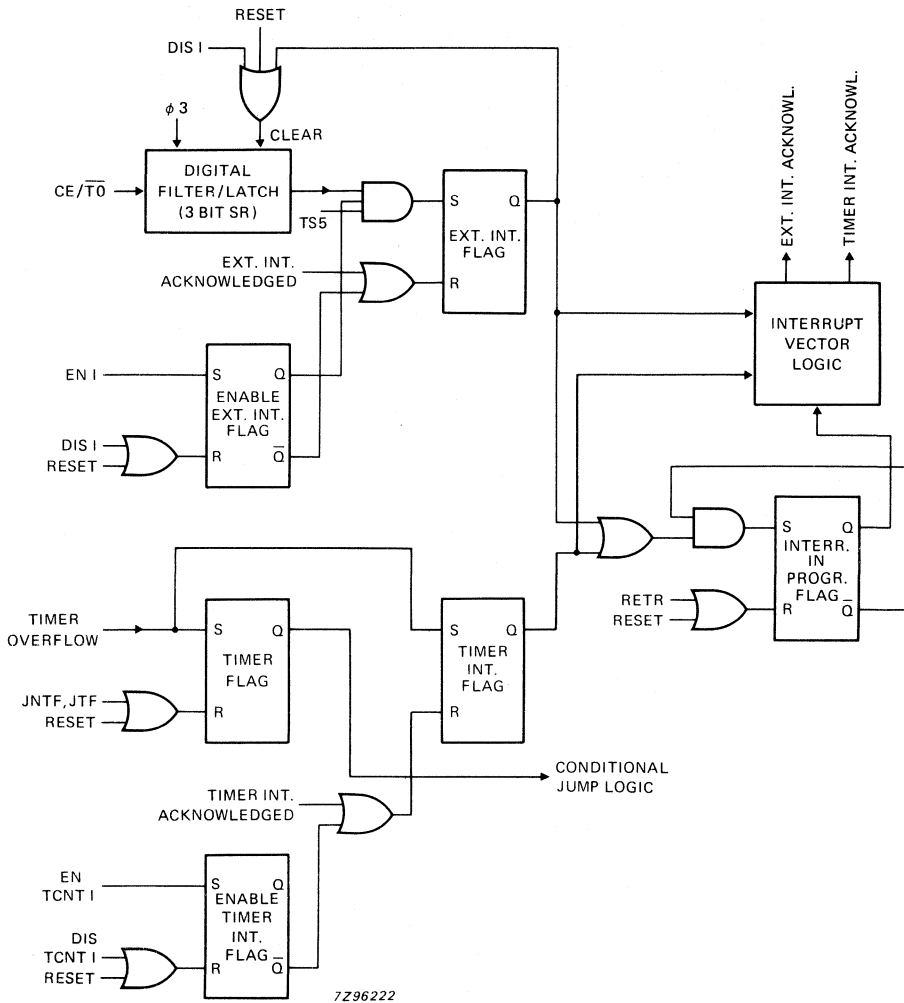 RESET
DIS I
φ 3
CLEAR
CE/T̅0̅
DIGITAL
FILTER/LATCH
(3 BIT SR)
TS5
S
Q
EXT. INT.
FLAG
R
EXT. INT.
ACKNOWLEDGED
EXT. INT. ACKNOWL.
TIMER INT. ACKNOWL.
INTERRUPT
VECTOR
LOGIC
EN I
S
Q
ENABLE
EXT. INT.
FLAG
DIS I
RESET
R
Q̅
S
Q
INTERR.
IN
PROGR.
FLAG
RETR
RESET
R
Q̅
TIMER
OVERFLOW
S
Q
TIMER
FLAG
JNTF, JTF
RESET
R
S
Q
TIMER
INT.
FLAG
R
CONDITIONAL
JUMP LOGIC
TIMER INT.
ACKNOWLEDGED
EN
TCNT I
S
Q
ENABLE
TIMER
INT.
FLAG
DIS
TCNT I
RESET
R
Q̅
7Z96222